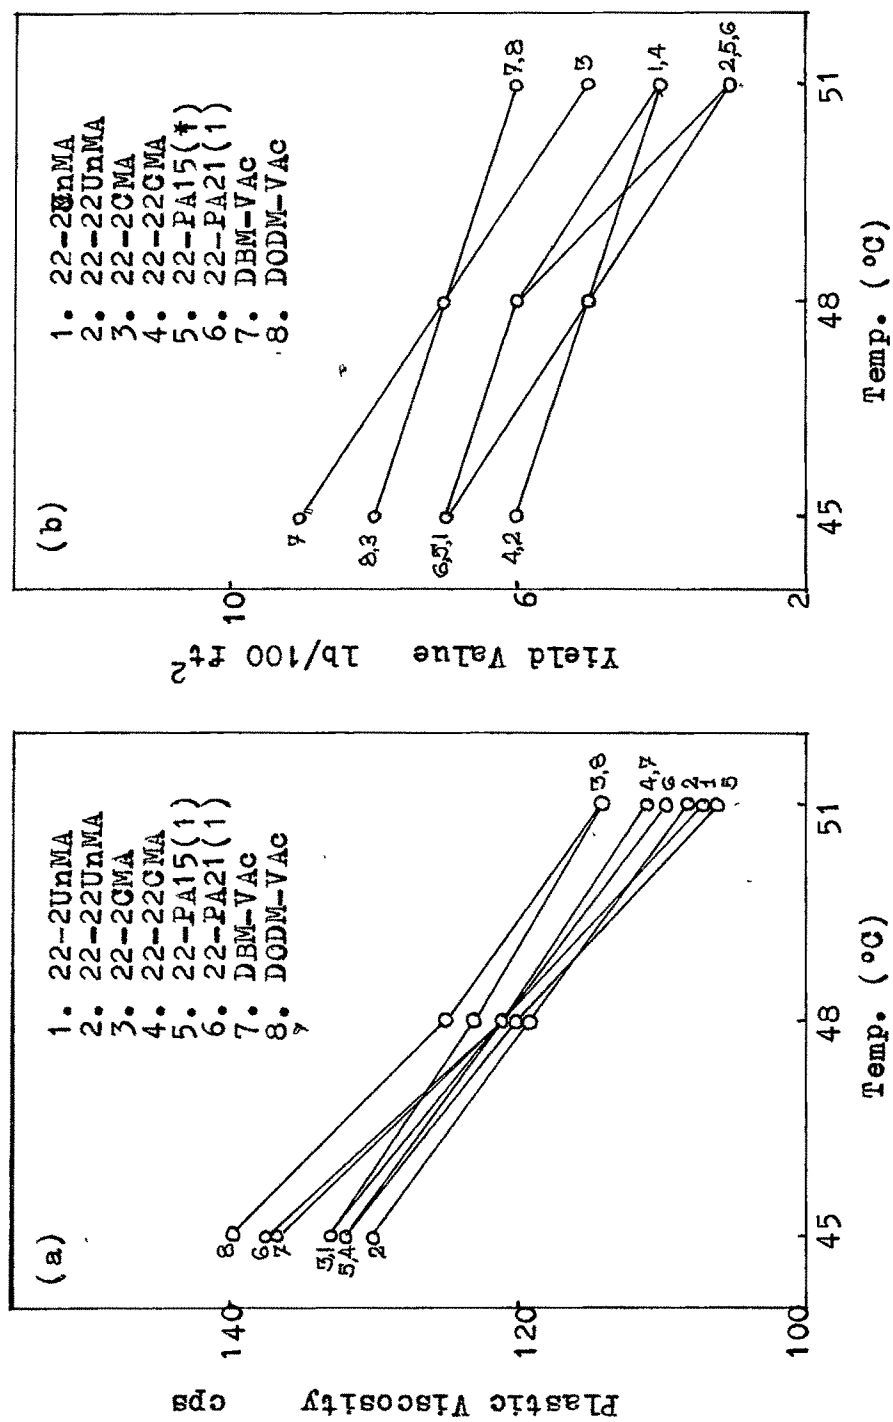 (a)
1. 22-2UnMA
2. 22-22UnMA
3. 22-2CMA
4. 22-22CMA
5. 22-PA15(1)
6. 22-PA21(1)
7. DBM-VAc
8. DODM-VAc
Plastic Viscosity cps
140
120
100
8
6
7
3,1
5,4
2
3,8
4,7
6
2
1
5
45
48
51
Temp. (°C)
(b)
1. 22-2UnMA
2. 22-22UnMA
3. 22-2CMA
4. 22-22CMA
5. 22-PA15(‡)
6. 22-PA21(1)
7. DBM-VAc
8. DODM-VAc
Yield Value lb/100 ft2
10
6
2
7
8,3
6,5,1
4,2
7,8
3
1,4
2,5,6
45
48
51
Temp. (°C)